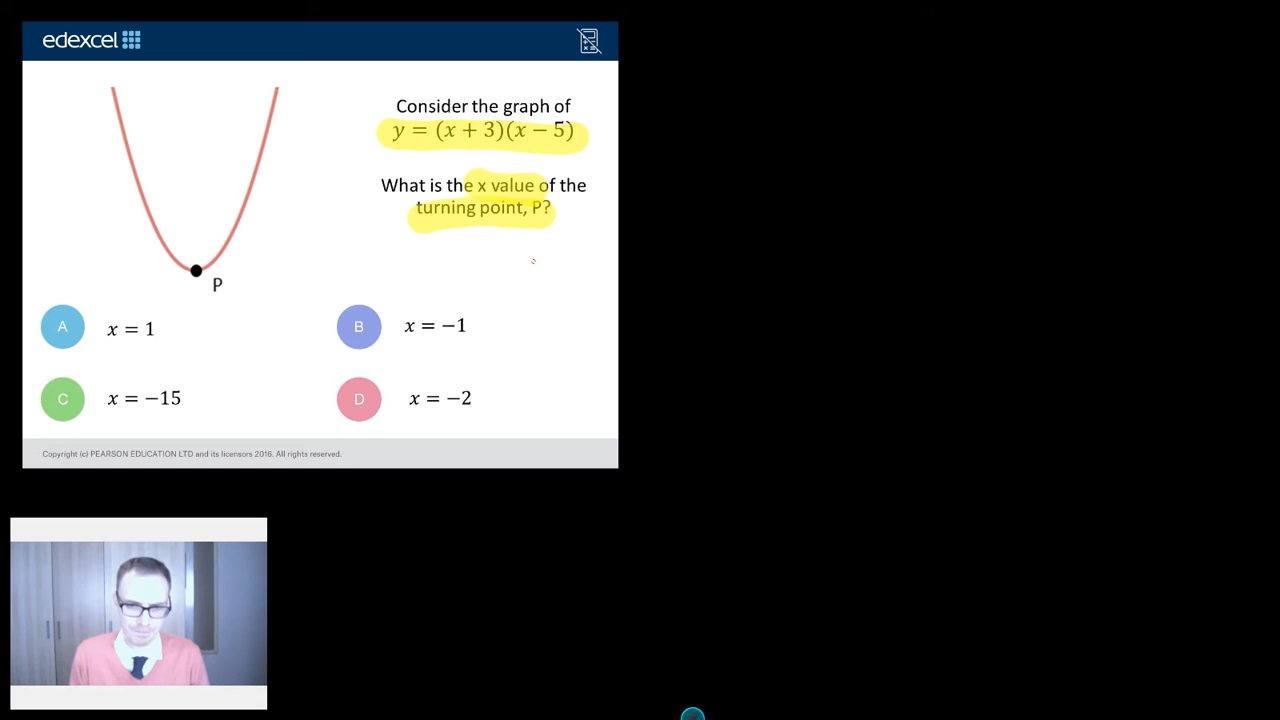 edexcel
Consider the graph of
y = (x + 3)(x − 5)
What is the x value of the
turning point, P?
P
A x = 1
B x = −1
C x = −15
D x = −2
Copyright (c) PEARSON EDUCATION LTD and its licensors 2016. All rights reserved.